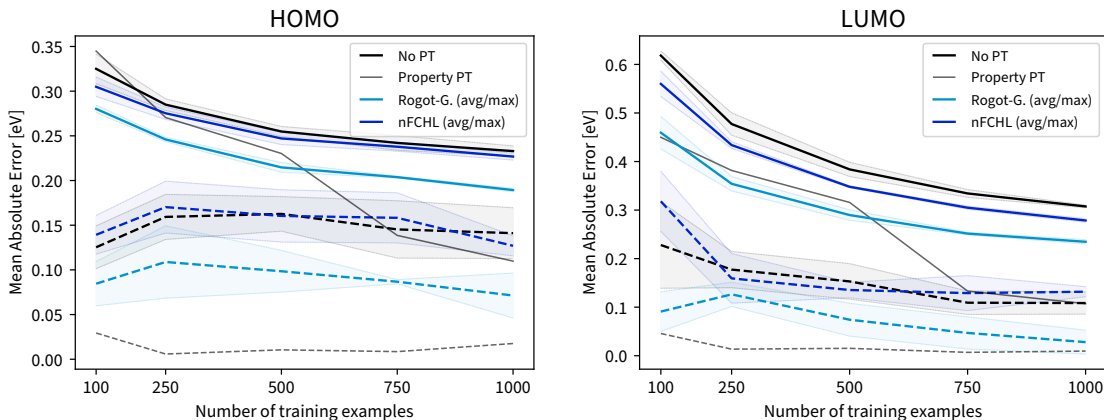 HOMO
Mean Absolute Error [eV]
0.35
0.30
0.25
0.20
0.15
0.10
0.05
0.00
No PT
Property PT
Rogot-G. (avg/max)
nFCHL (avg/max)
100
250
500
750
1000
Number of training examples
LUMO
Mean Absolute Error [eV]
0.6
0.5
0.4
0.3
0.2
0.1
0.0
No PT
Property PT
Rogot-G. (avg/max)
nFCHL (avg/max)
100
250
500
750
1000
Number of training examples